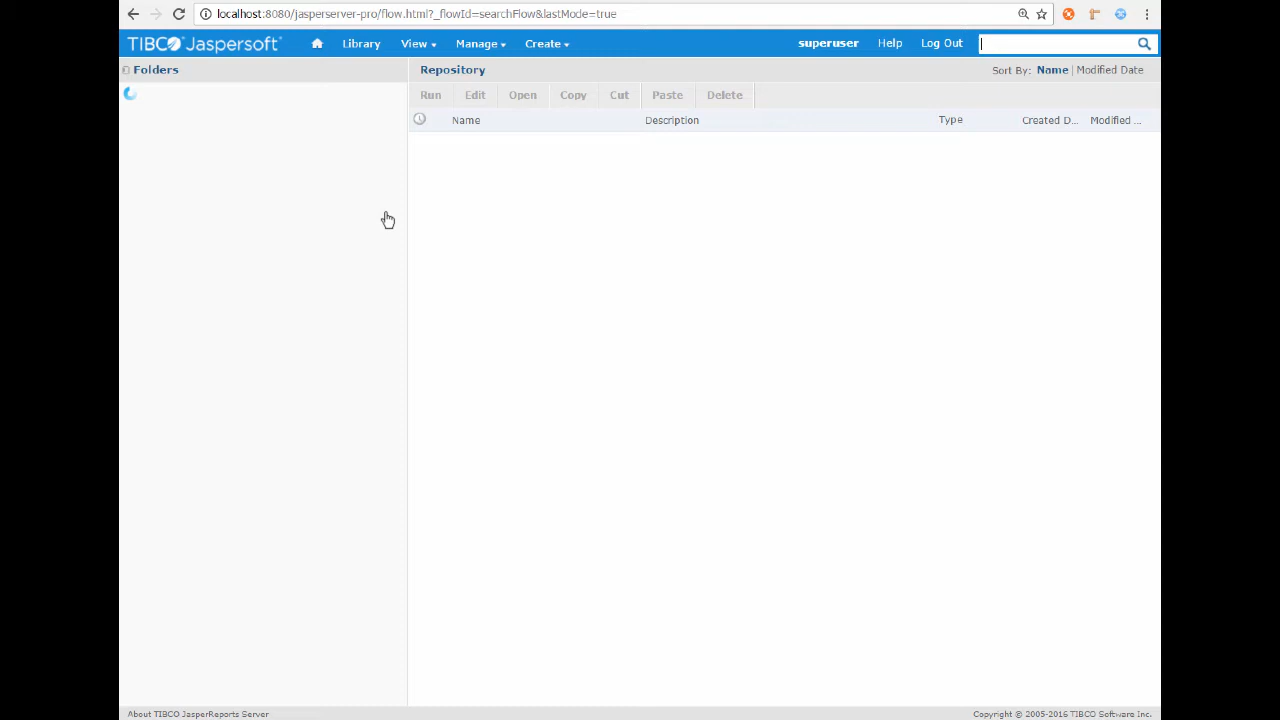 localhost:8080/jasperserver-pro/flow.html?_flowId=searchFlow&lastMode=true
TIBCO Jaspersoft® Library View Manage Create superuser Help Log Out
Folders Repository Sort By: Name | Modified Date
Run Edit Open Copy Cut Paste Delete
Name Description Type Created D... Modified ...
About TIBCO JasperReports Server Copyright © 2005-2016 TIBCO Software Inc.